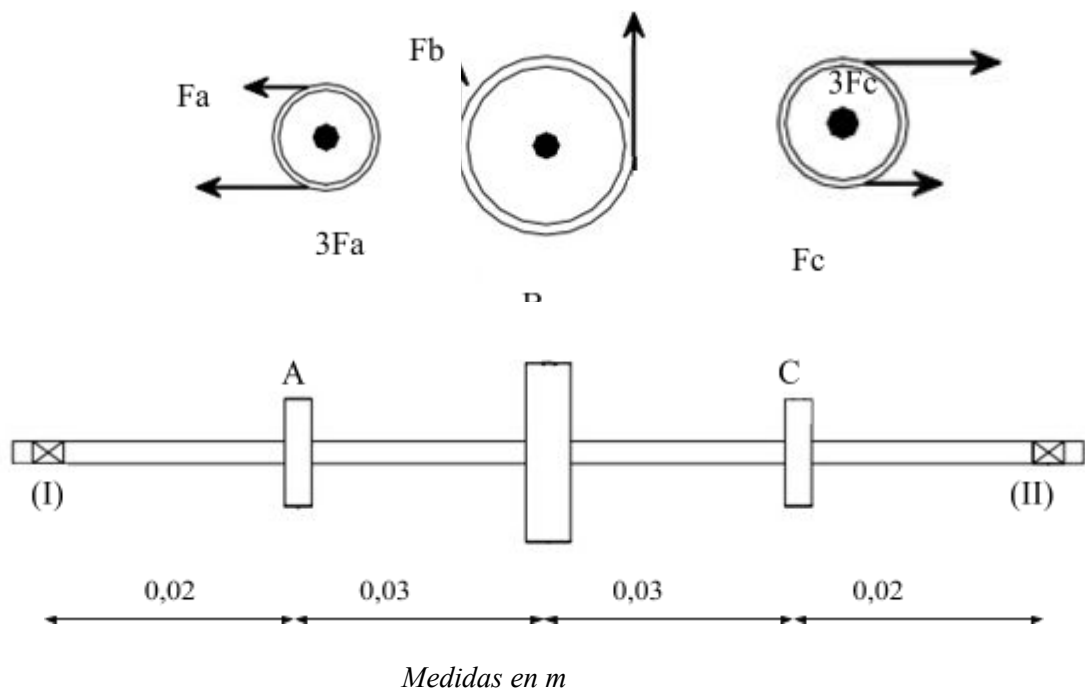 Fa
3Fa
Fb
3Fc
Fc
A
C
(I)
(II)
0,02
0,03
0,03
0,02
Medidas en m